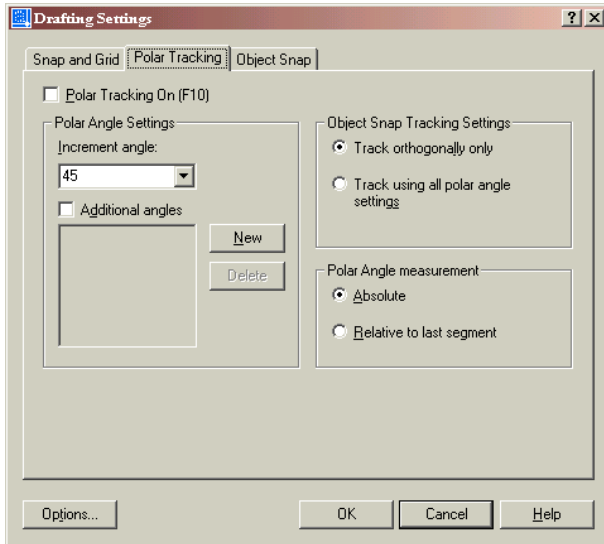 Drafting Settings
Snap and Grid
Polar Tracking
Object Snap
Polar Tracking On (F10)
Polar Angle Settings
Increment angle:
45
Additional angles
New
Delete
Object Snap Tracking Settings
Track orthogonally only
Track using all polar angle
settings
Polar Angle measurement
Absolute
Relative to last segment
Options...
OK
Cancel
Help